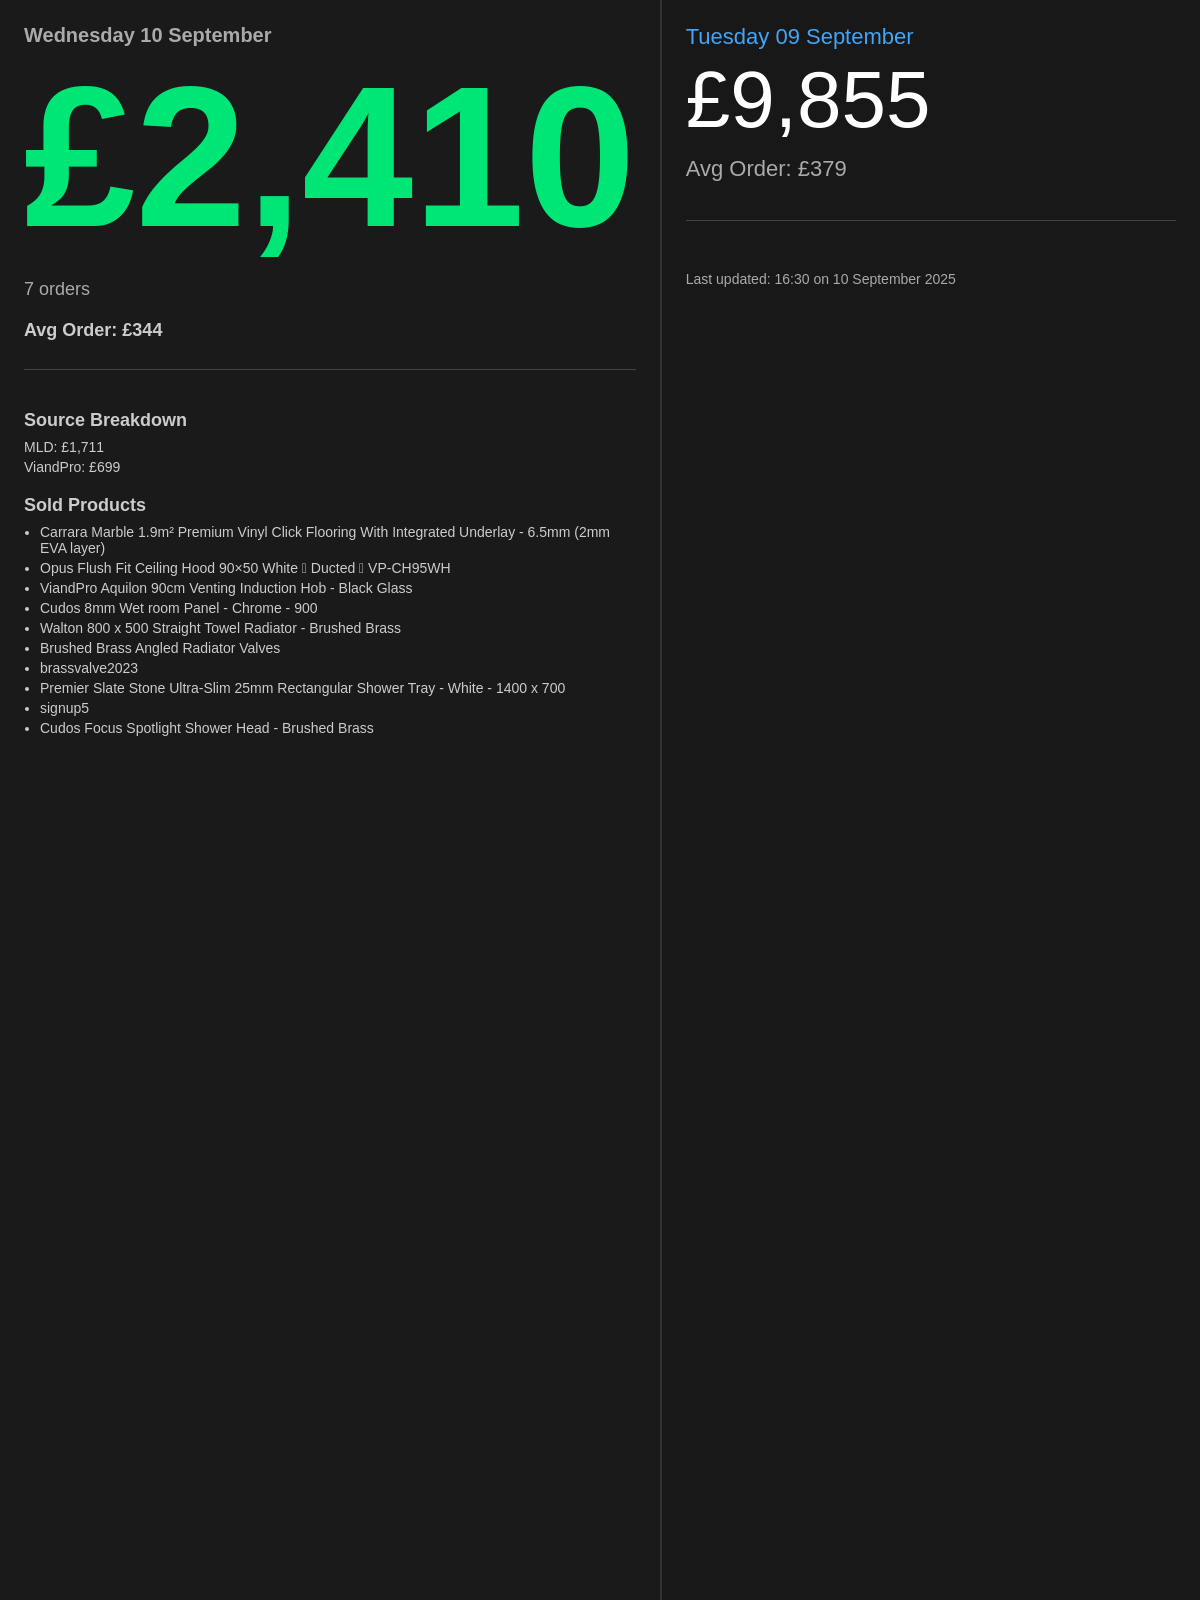 Wednesday 10 September
£2,410
7 orders
Avg Order: £344
Source Breakdown
MLD: £1,711
ViandPro: £699
Sold Products
• Carrara Marble 1.9m² Premium Vinyl Click Flooring With Integrated Underlay - 6.5mm (2mm
EVA layer)
• Opus Flush Fit Ceiling Hood 90×50 White ▯ Ducted ▯ VP-CH95WH
• ViandPro Aquilon 90cm Venting Induction Hob - Black Glass
• Cudos 8mm Wet room Panel - Chrome - 900
• Walton 800 x 500 Straight Towel Radiator - Brushed Brass
• Brushed Brass Angled Radiator Valves
• brassvalve2023
• Premier Slate Stone Ultra-Slim 25mm Rectangular Shower Tray - White - 1400 x 700
• signup5
• Cudos Focus Spotlight Shower Head - Brushed Brass
Tuesday 09 September
£9,855
Avg Order: £379
Last updated: 16:30 on 10 September 2025